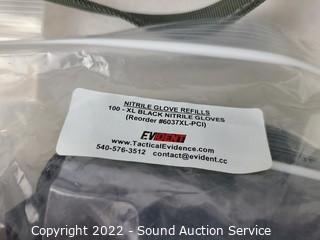 NITRILE GLOVE REFILLS
100 - XL BLACK NITRILE GLOVES
(Reorder #6037XL-PCI)
EVIDENT
www.TacticalEvidence.com
540-576-3512 contact@evident.cc
Copyright 2022 - Sound Auction Service